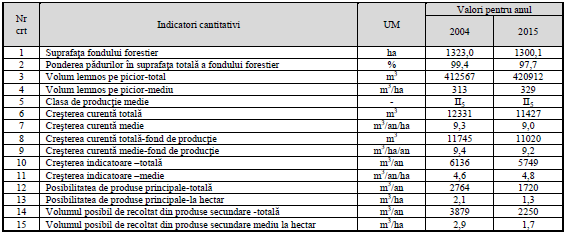 Nr crt Indicatori cantitativi UM Valori pentru anul
2004 2015
1 Suprafaţa fondului forestier ha 1323,0 1300,1
2 Ponderea pădurilor în suprafaţa totală a fondului forestier % 99,4 97,7
3 Volum lemnos pe picior-total m³ 412567 420912
4 Volum lemnos pe picior-mediu m³/ha 313 329
5 Clasa de producţie medie - II₅ II₅
6 Creşterea curentă totală m³ 12331 11427
7 Creşterea curentă medie m³/an/ha 9,3 9,0
8 Creşterea curentă totală-fond de producţie m³ 11745 11020
9 Creşterea curentă medie-fond de producţie m³/ha/an 9,4 9,2
10 Creşterea indicatoare –totală m³/an 6136 5749
11 Creşterea indicatoare –medie m³/an/ha 4,6 4,8
12 Posibilitatea de produse principale-totală m³/an 2764 1720
13 Posibilitatea de produse principale-la hectar m³/ha 2,1 1,3
14 Volumul posibil de recoltat din produse secundare -totală m³/an 3879 2250
15 Volumul posibil de recoltat din produse secundare mediu la hectar m³/ha 2,9 1,7